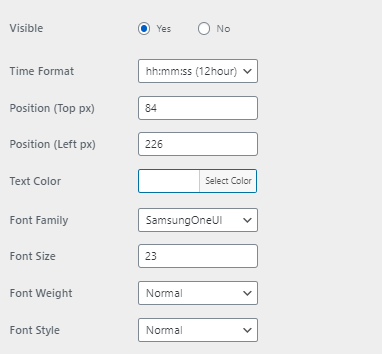 Visible Yes No
Time Format hh:mm:ss (12hour)
Position (Top px) 84
Position (Left px) 226
Text Color Select Color
Font Family SamsungOneUI
Font Size 23
Font Weight Normal
Font Style Normal